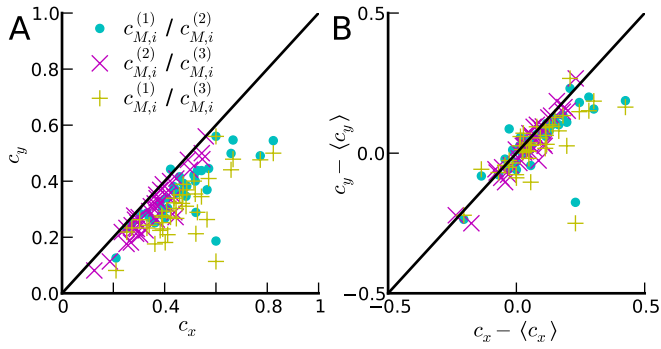 A
c_{M,i}^{(1)} / c_{M,i}^{(2)}
c_{M,i}^{(2)} / c_{M,i}^{(3)}
c_{M,i}^{(1)} / c_{M,i}^{(3)}
1.0
0.8
0.6
0.4
0.2
0.0
c_y
0 0.4 0.8 1
c_x
B
0.5
0.0
−0.5
c_y − ⟨c_y⟩
−0.5 0.0 0.5
c_x − ⟨c_x⟩